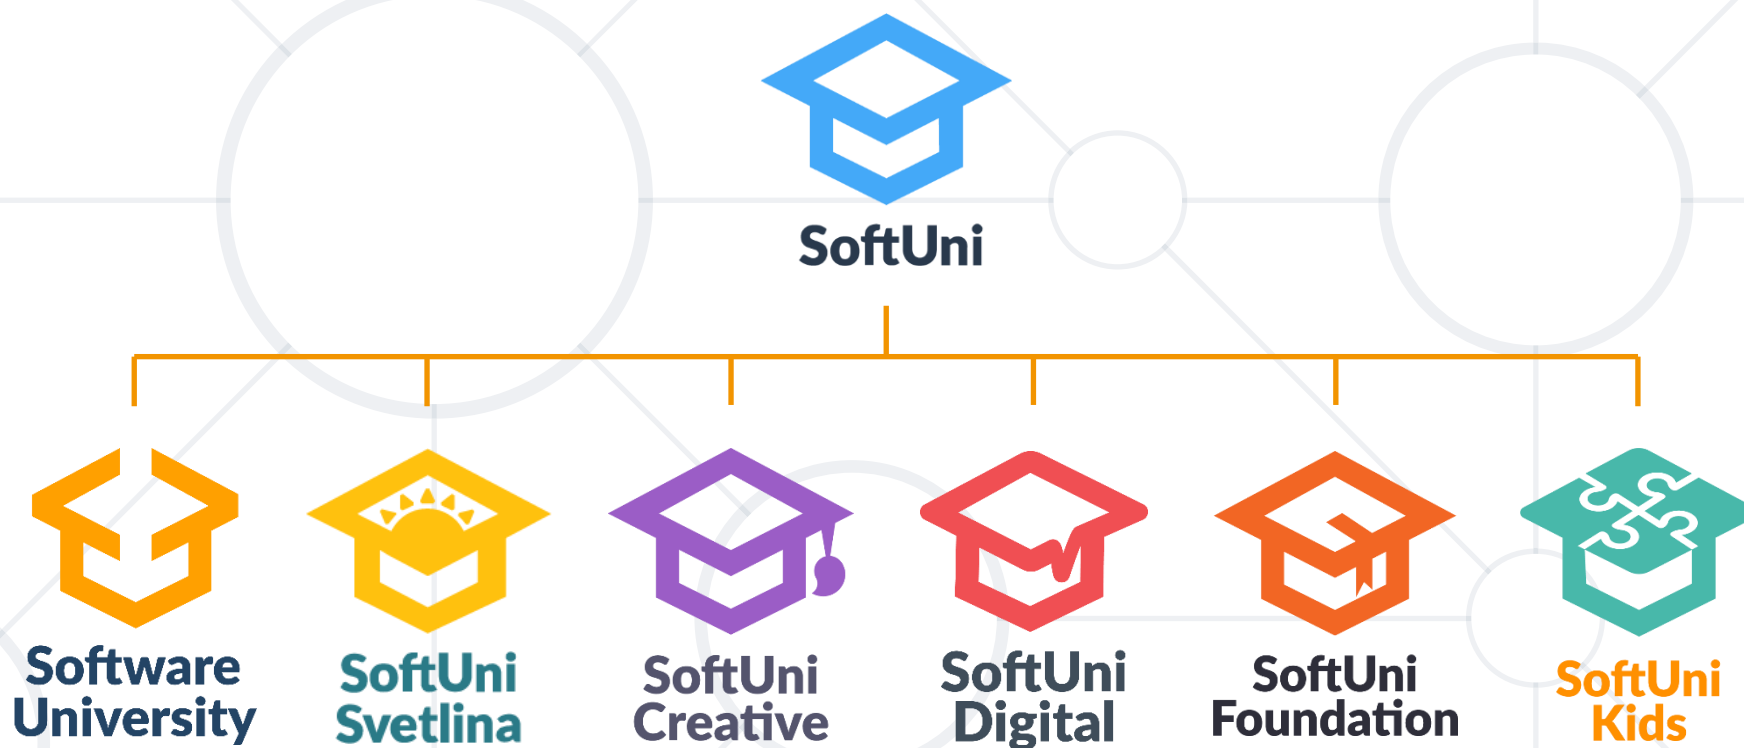 SoftUni
Software
University
SoftUni
Svetlina
SoftUni
Creative
SoftUni
Digital
SoftUni
Foundation
SoftUni
Kids